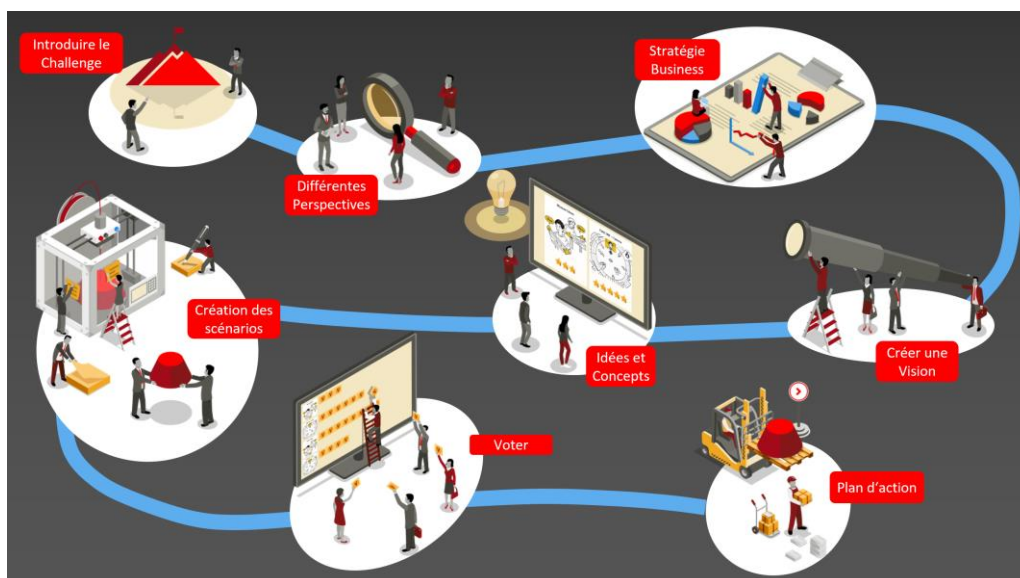 Introduire le
Challenge
Différentes
Perspectives
Stratégie
Business
Créer une
Vision
Idées et
Concepts
Création des
scénarios
Voter
Plan d’action